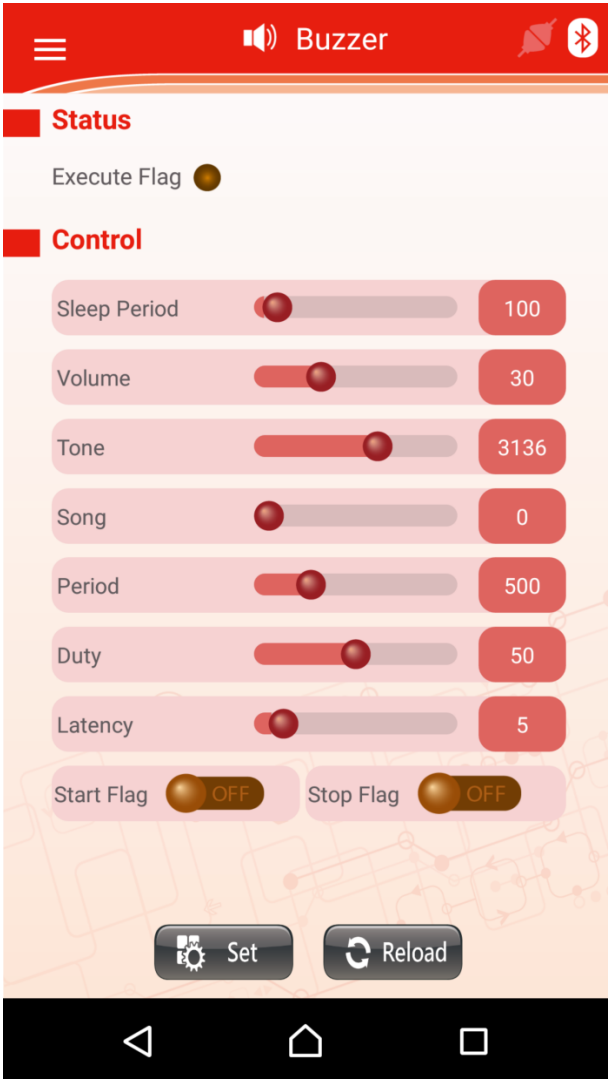 Buzzer
Status
Execute Flag
Control
Sleep Period 100
Volume 30
Tone 3136
Song 0
Period 500
Duty 50
Latency 5
Start Flag OFF Stop Flag OFF
Set Reload